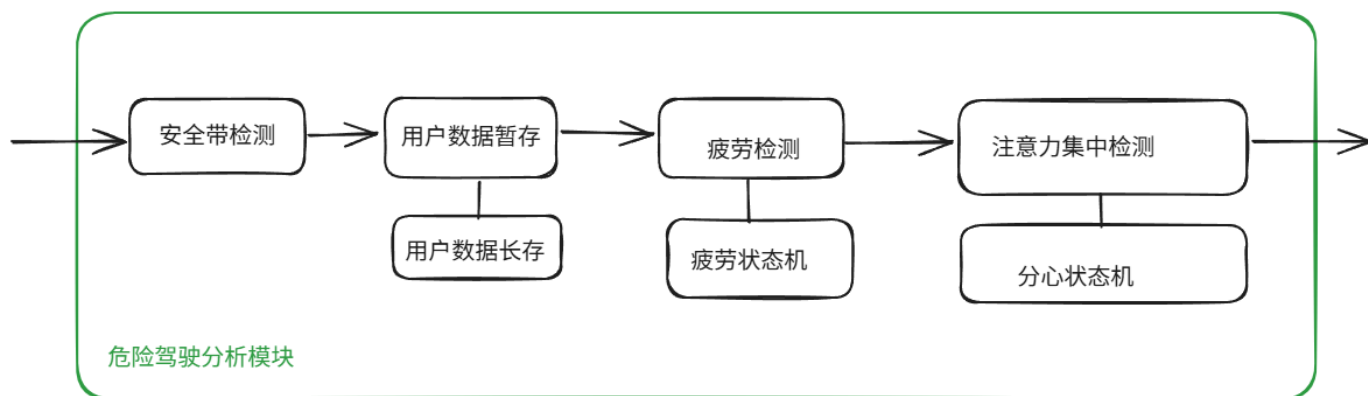 安全带检测
用户数据暂存
疲劳检测
注意力集中检测
用户数据长存
疲劳状态机
分心状态机
危险驾驶分析模块